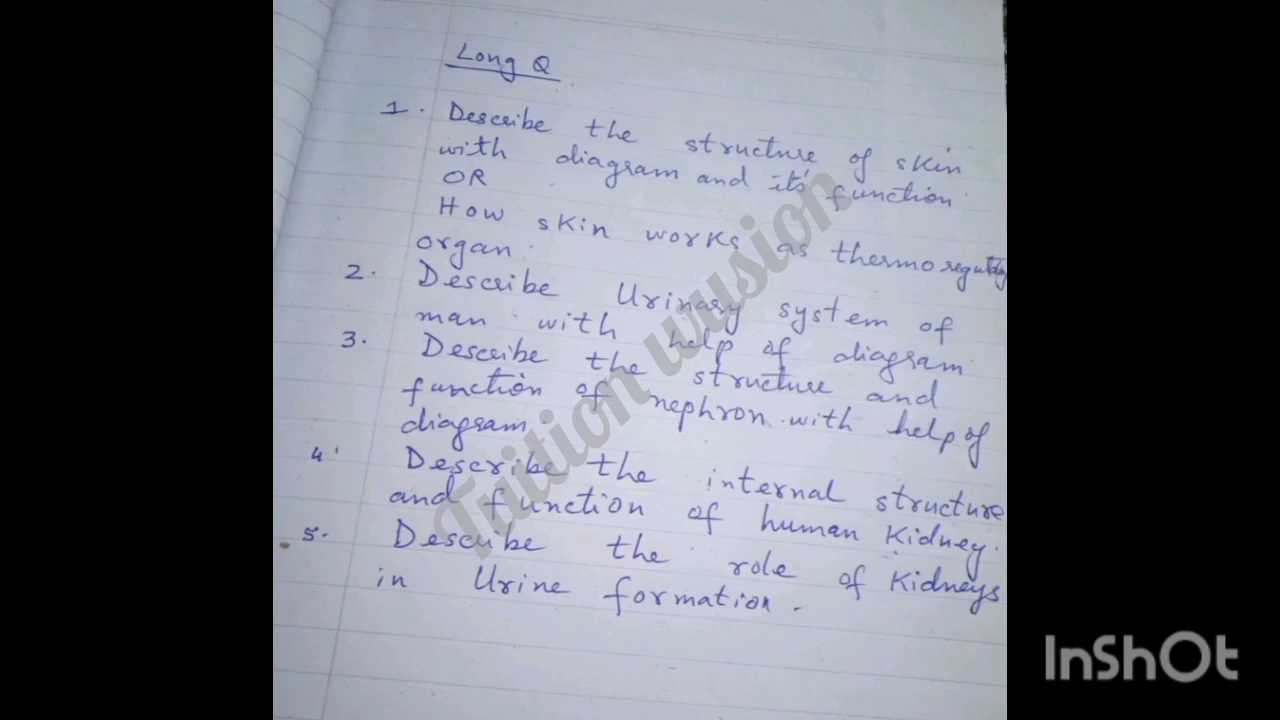 Long Q
1. Describe the structure of skin
with diagram and it's function
OR
How skin works as thermo
organ.
2. Describe Urinary system of
man with help of diagram
3. Describe the structure and
function of nephron with help of
diagram.
4. Describe the internal structure
and function of human Kidney.
5. Describe the role of Kidneys
in Urine formation.
Tuition wusion
InShOt